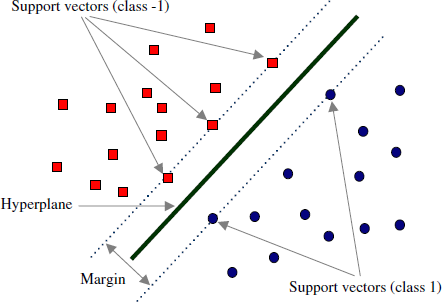 Support vectors (class -1)
Hyperplane
Margin
Support vectors (class 1)